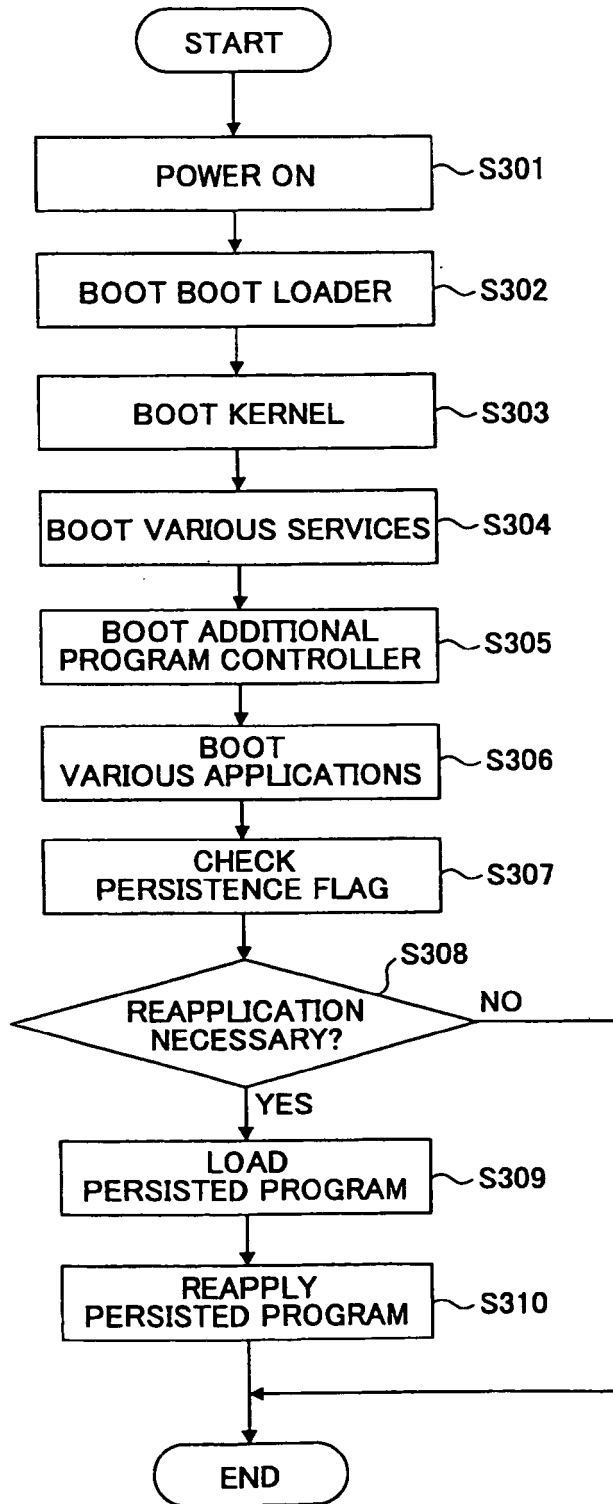 START
POWER ON
S301
BOOT BOOT LOADER
S302
BOOT KERNEL
S303
BOOT VARIOUS SERVICES
S304
BOOT ADDITIONAL
PROGRAM CONTROLLER
S305
BOOT
VARIOUS APPLICATIONS
S306
CHECK
PERSISTENCE FLAG
S307
S308
REAPPLICATION
NECESSARY?
NO
YES
LOAD
PERSISTED PROGRAM
S309
REAPPLY
PERSISTED PROGRAM
S310
END